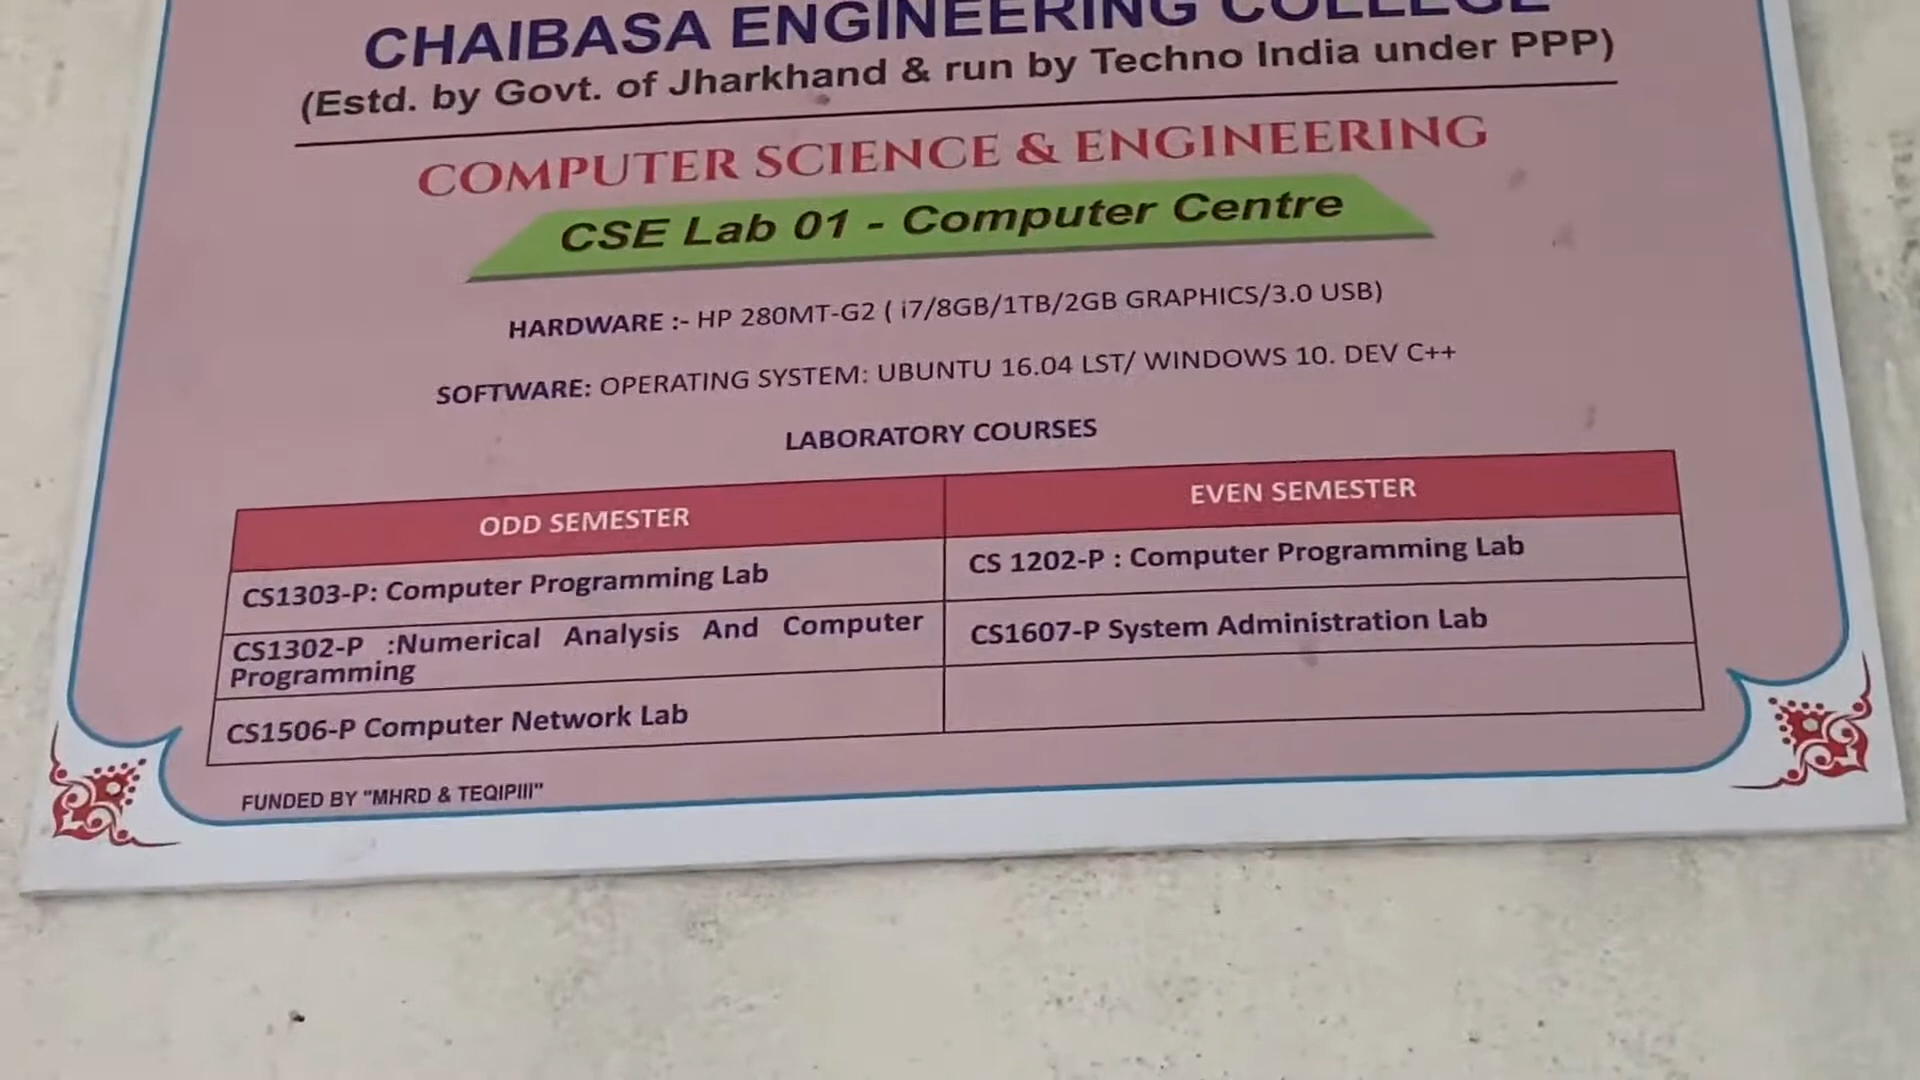 CHAIBASA ENGINEERING COLLEGE
(Estd. by Govt. of Jharkhand & run by Techno India under PPP)
COMPUTER SCIENCE & ENGINEERING
CSE Lab 01 - Computer Centre
HARDWARE :- HP 280MT-G2 ( i7/8GB/1TB/2GB GRAPHICS/3.0 USB)
SOFTWARE: OPERATING SYSTEM: UBUNTU 16.04 LST/ WINDOWS 10. DEV C++
LABORATORY COURSES
ODD SEMESTER
EVEN SEMESTER
CS1303-P: Computer Programming Lab
CS 1202-P : Computer Programming Lab
CS1302-P :Numerical Analysis And Computer
Programming
CS1607-P System Administration Lab
CS1506-P Computer Network Lab
FUNDED BY "MHRD & TEQIPIII"